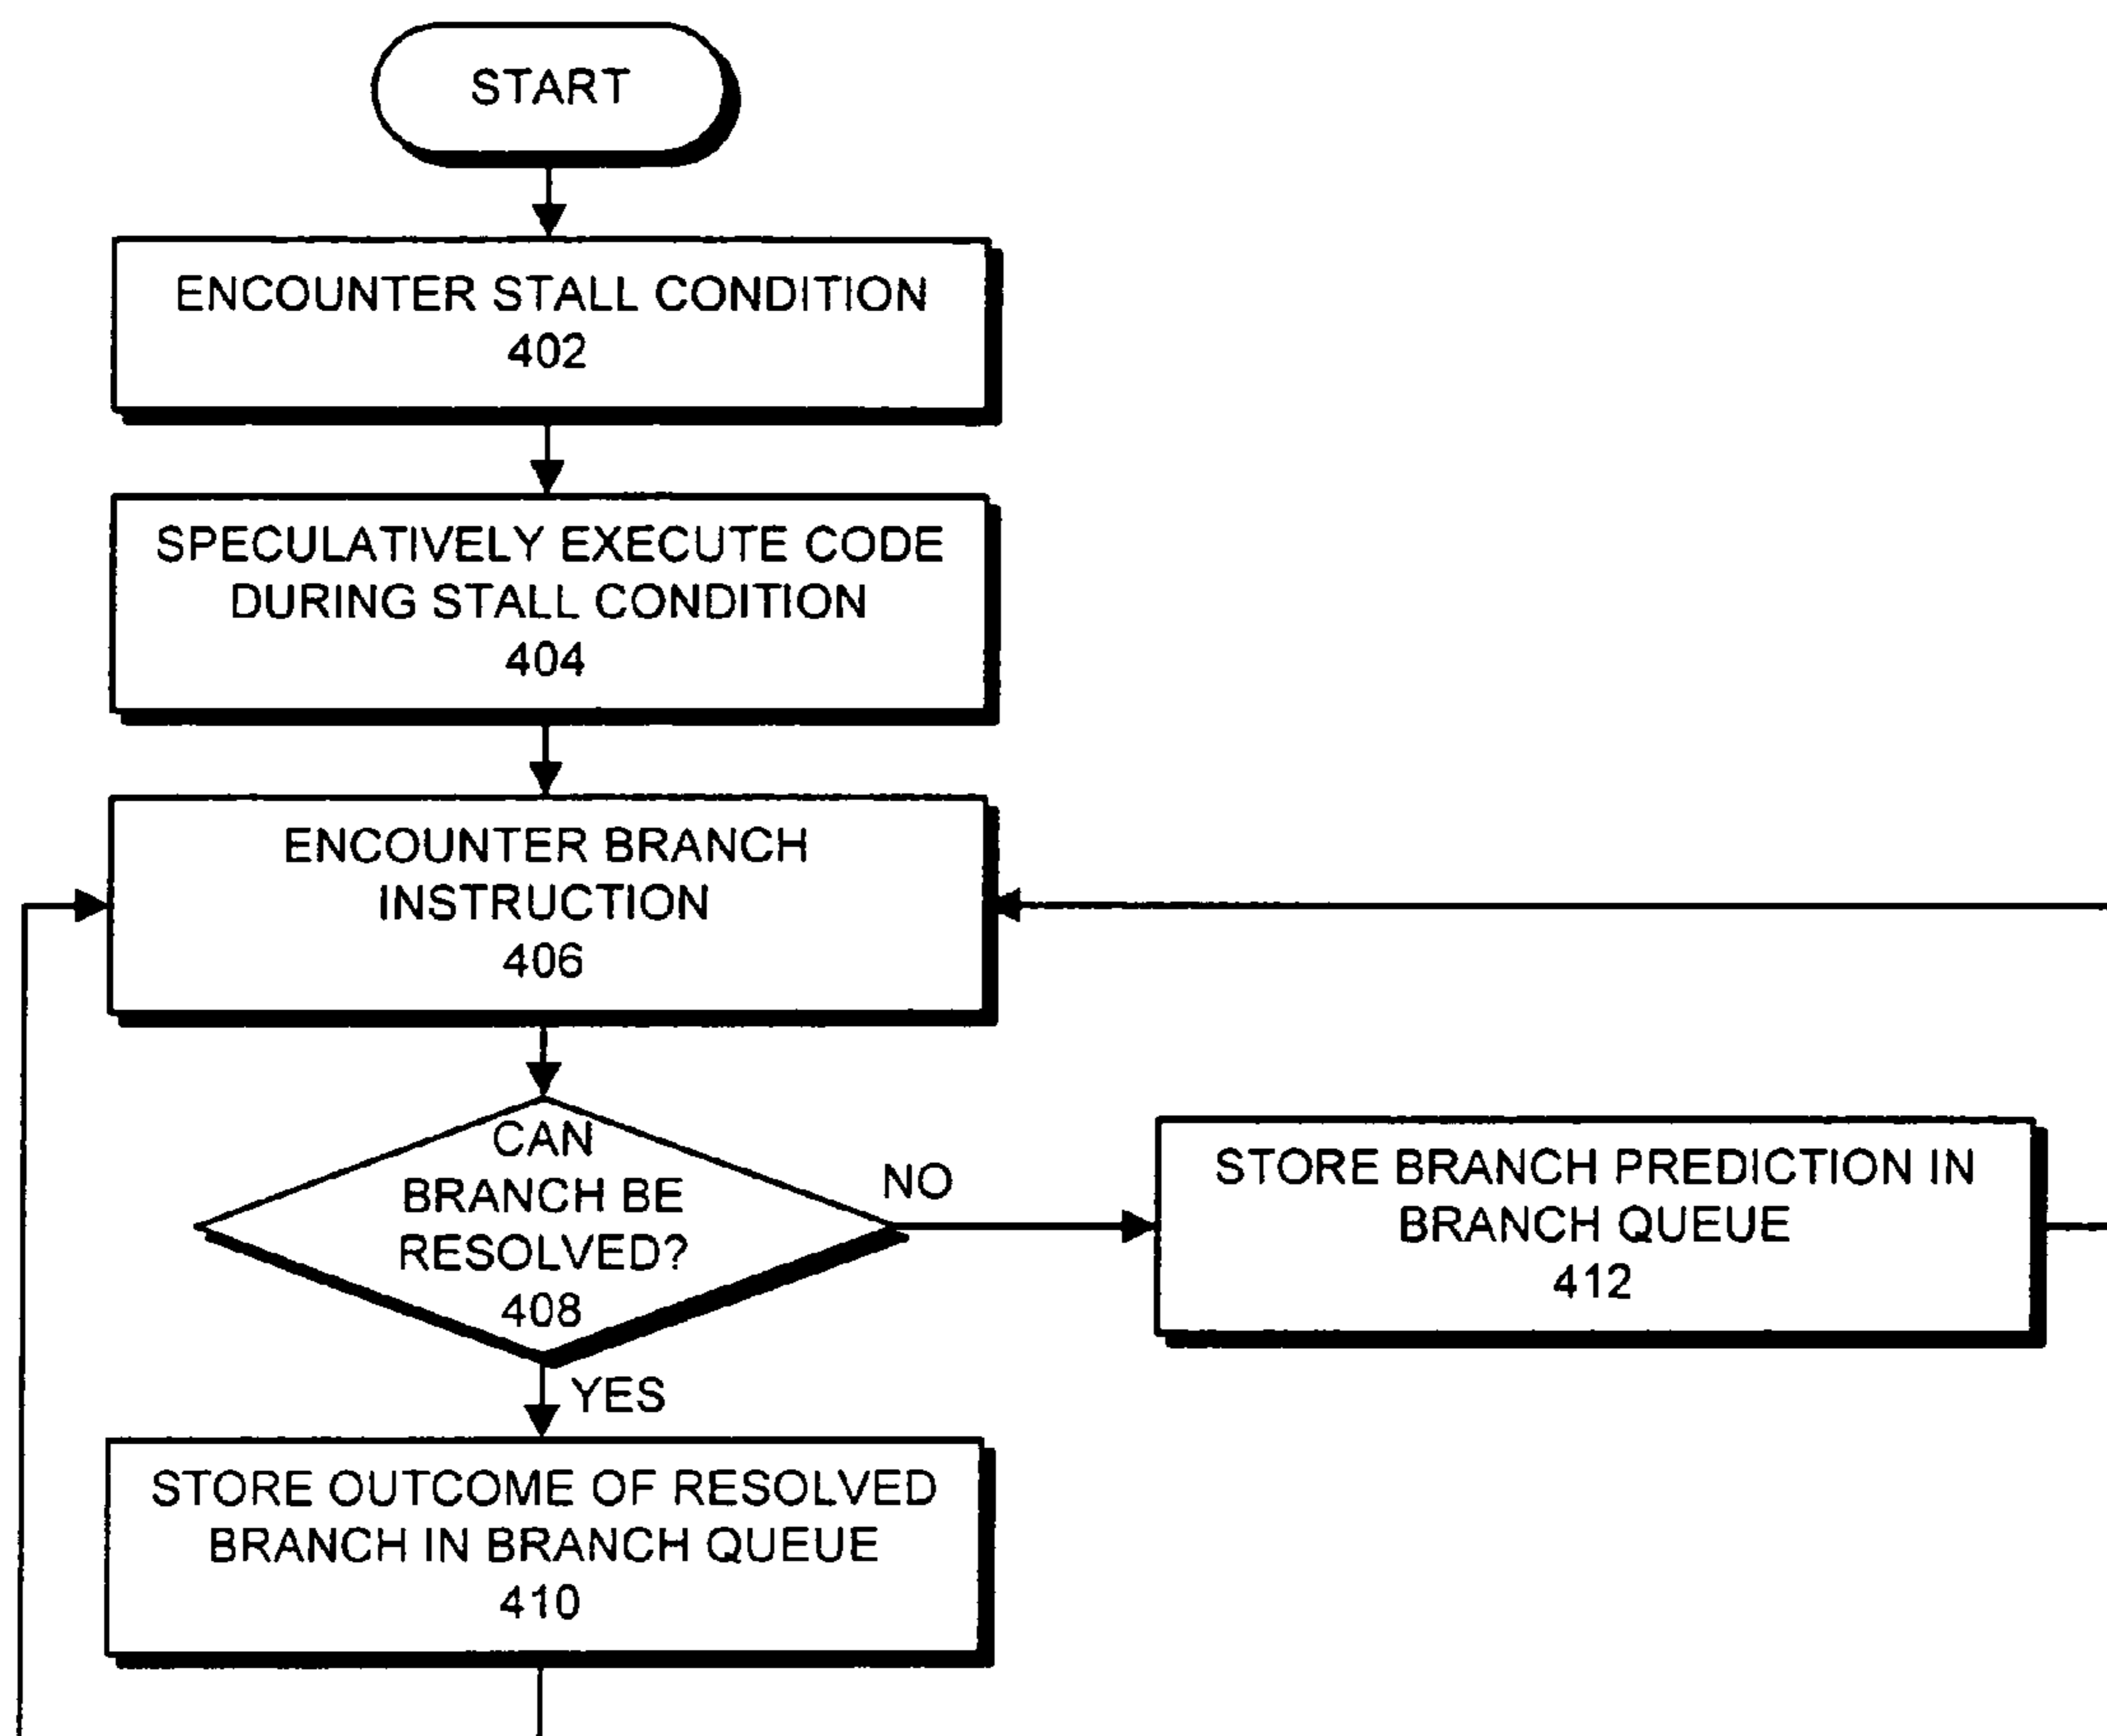 START
ENCOUNTER STALL CONDITION
402
SPECULATIVELY EXECUTE CODE
DURING STALL CONDITION
404
ENCOUNTER BRANCH
INSTRUCTION
406
CAN
BRANCH BE
RESOLVED?
408
NO
STORE BRANCH PREDICTION IN
BRANCH QUEUE
412
YES
STORE OUTCOME OF RESOLVED
BRANCH IN BRANCH QUEUE
410